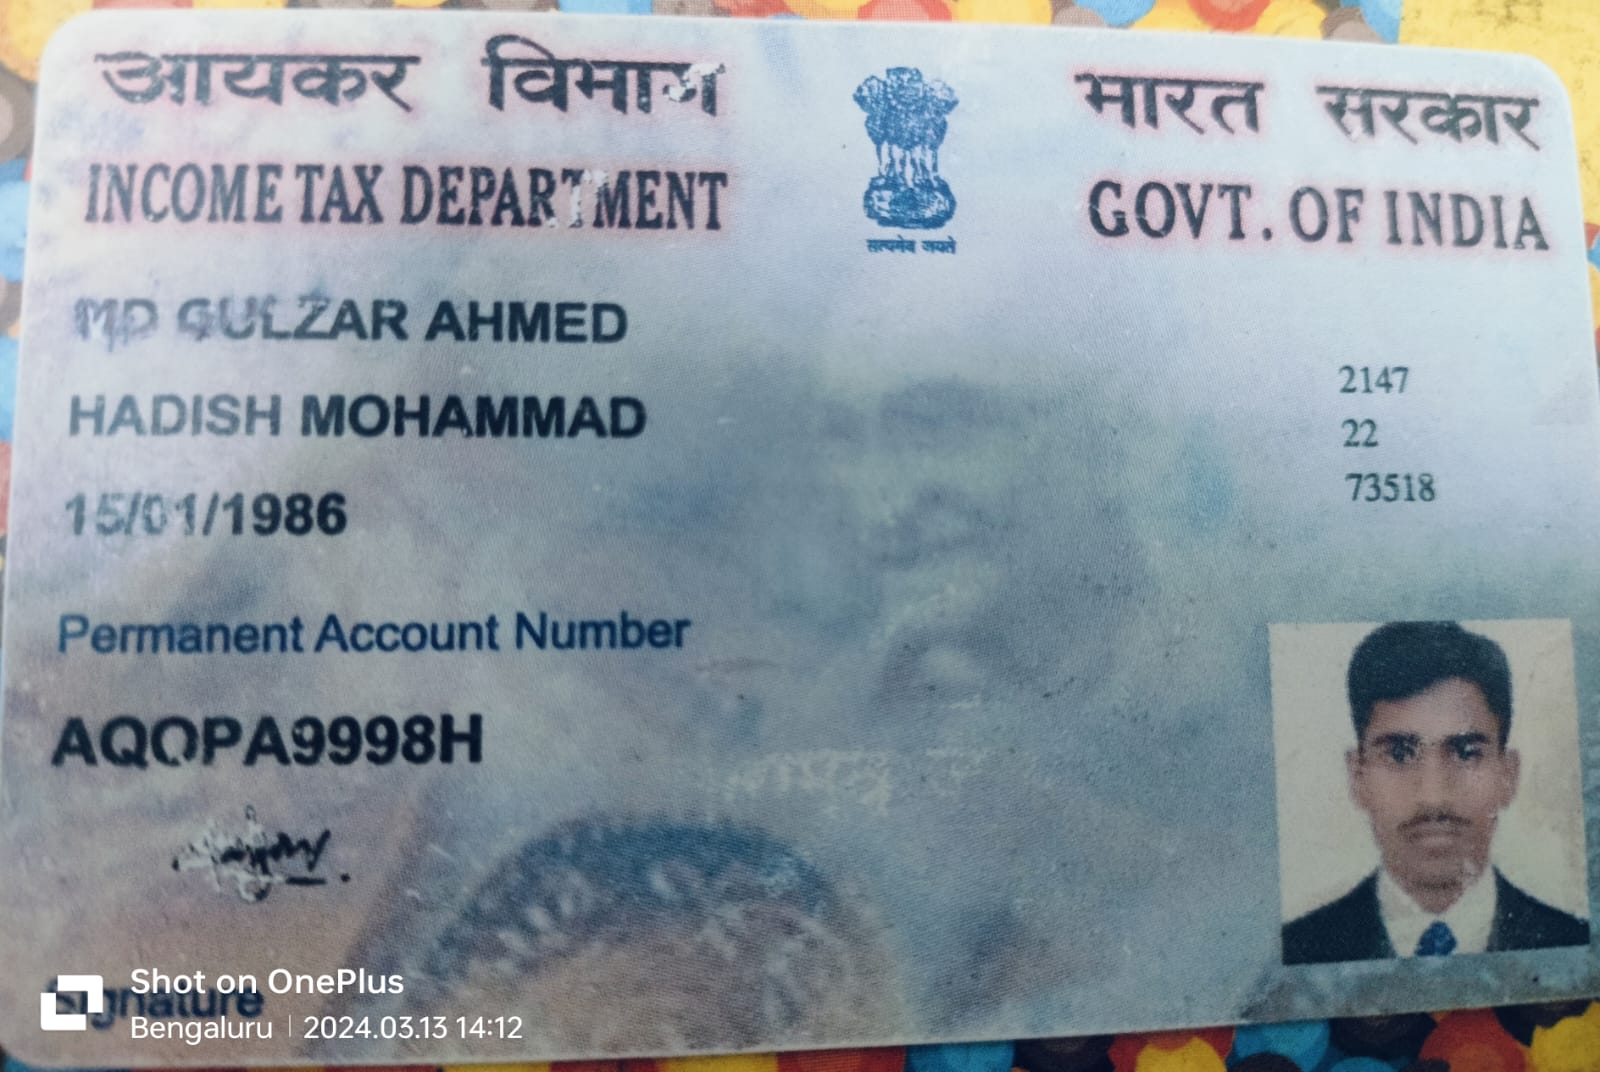 आयकर विभाग
INCOME TAX DEPARTMENT
सत्यमेव जयते
भारत सरकार
GOVT. OF INDIA
MD GULZAR AHMED
HADISH MOHAMMAD
15/01/1986
2147
22
73518
Permanent Account Number
AQOPA9998H
Signature
Shot on OnePlus
Bengaluru | 2024.03.13 14:12